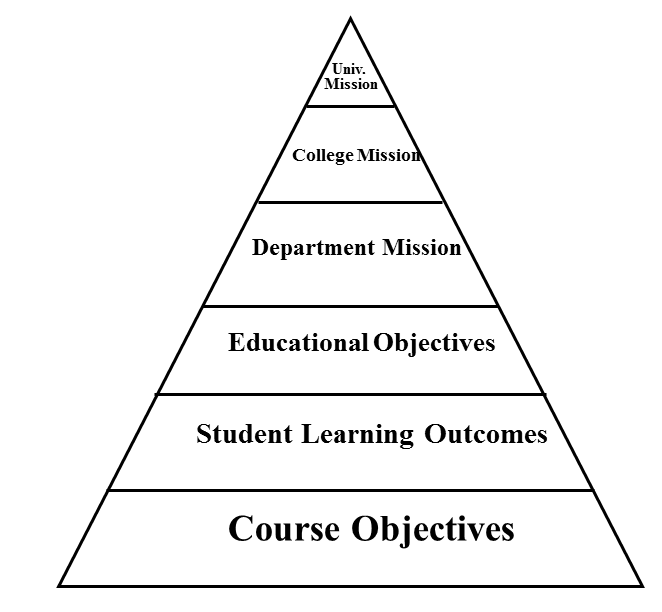 Univ.
Mission
College Mission
Department Mission
Educational Objectives
Student Learning Outcomes
Course Objectives